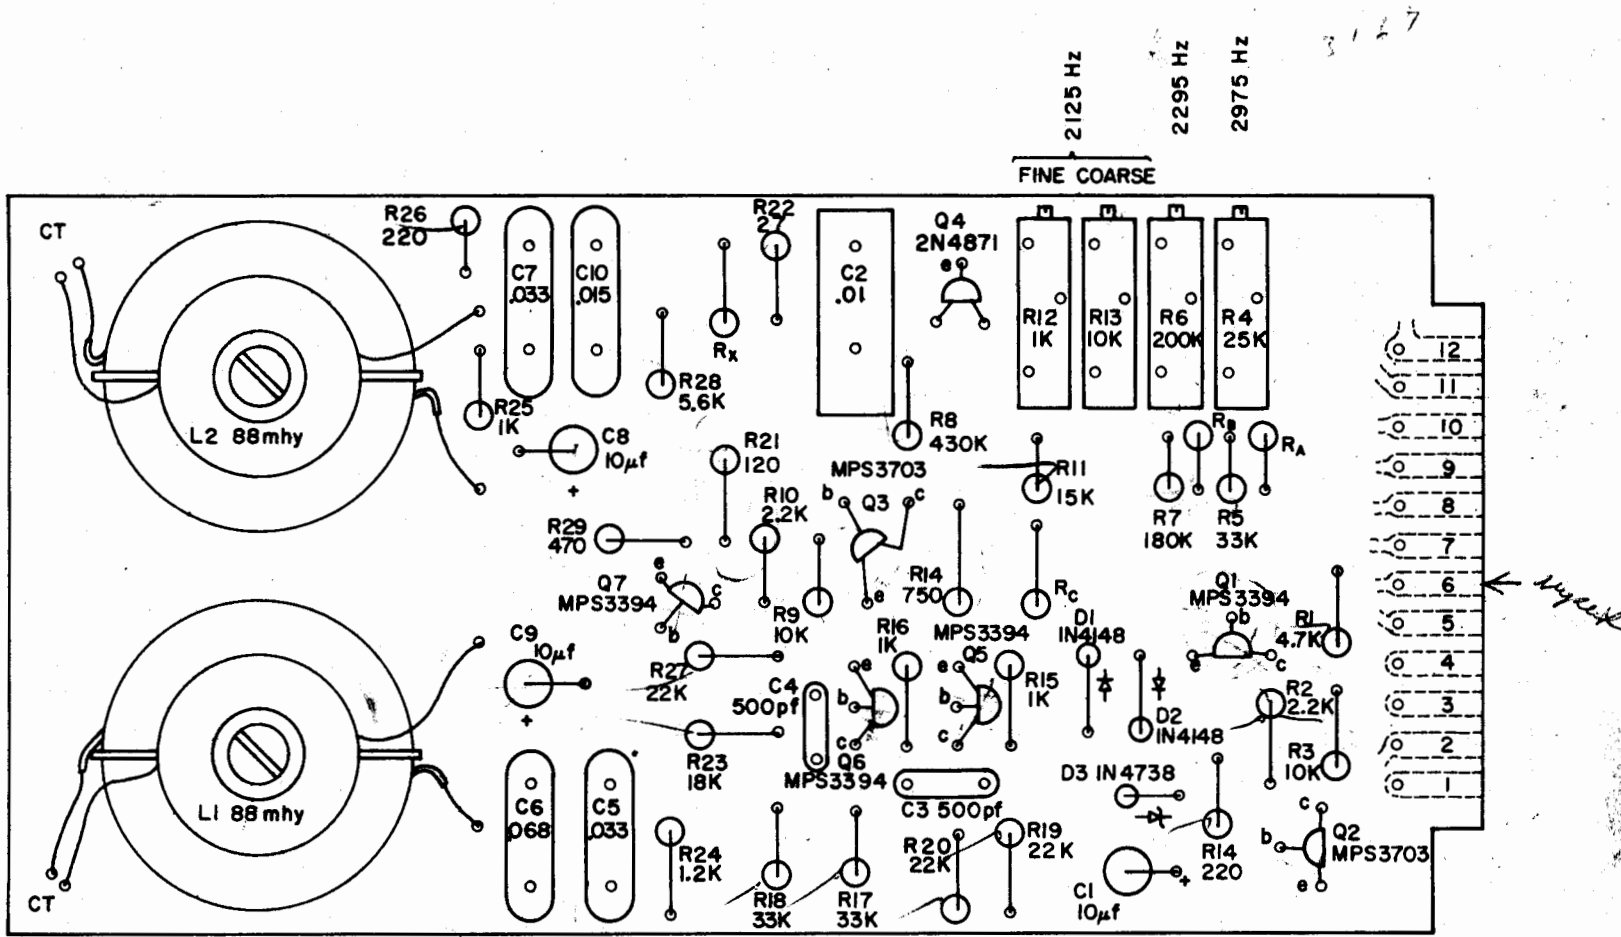 2125 Hz
2295 Hz
2975 Hz
FINE COARSE
CT
R26
220
C7
.033
C10
.015
R22
27
C2
.01
Q4
2N4871
e
R12
1K
R13
10K
R6
200K
R4
25K
Rx
R28
5.6K
R25
1K
L2 88mhy
C8
10µf
+
R21
120
R8
430K
MPS3703
b
Q3
c
e
R11
15K
RB
RA
R7
180K
R5
33K
R10
2.2K
R29
470
Q7
MPS3394
e
c
b
R9
10K
R14
750
RC
Q1
MPS3394
b
e
c
R1
4.7K
12
11
10
9
8
7
6
5
4
3
2
1
C9
10µf
+
R27
22K
C4
500pf
R16
1K
e
b
c
Q6
MPS3394
MPS3394
Q5
e
b
c
R15
1K
D1
1N4148
D2
1N4148
R2
2.2K
R3
10K
R23
18K
D3 1N4738
C3 500pf
L1 88mhy
CT
C6
.068
C5
.033
R24
1.2K
R18
33K
R17
33K
R20
22K
R19
22K
C1
10µf
+
R14
220
c
b
e
Q2
MPS3703